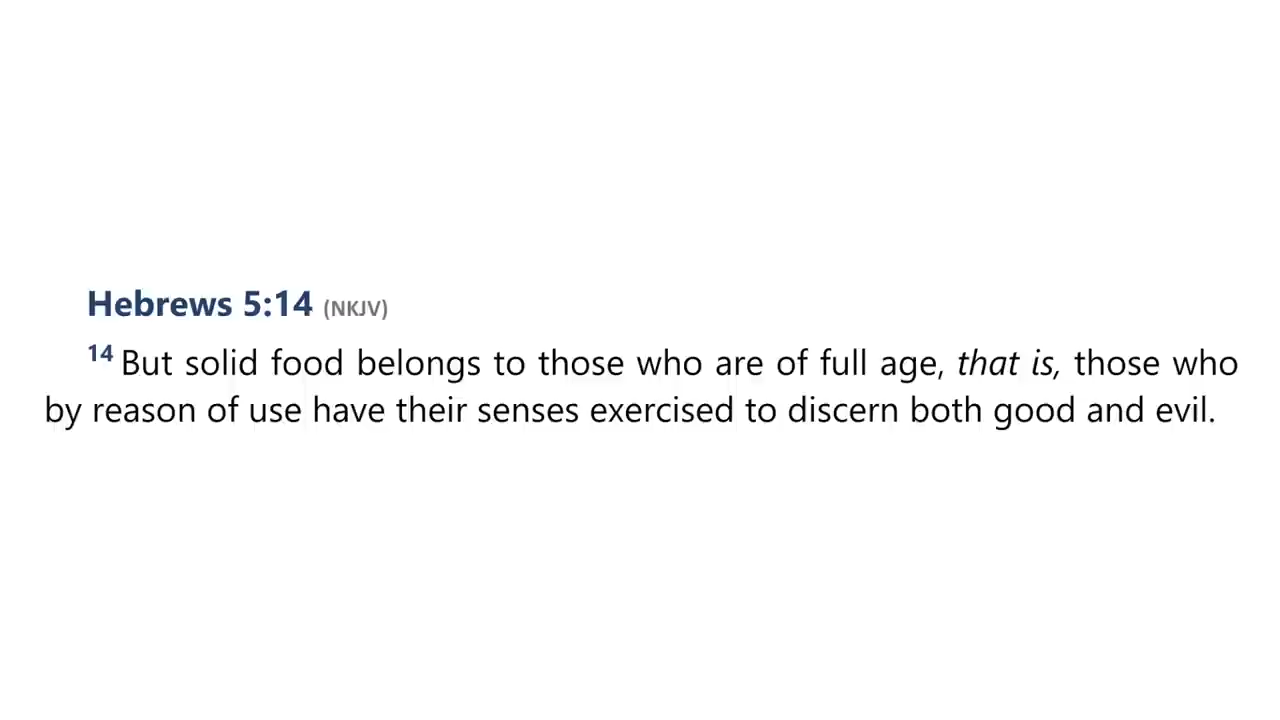 Hebrews 5:14 (NKJV)
14 But solid food belongs to those who are of full age, that is, those who
by reason of use have their senses exercised to discern both good and evil.